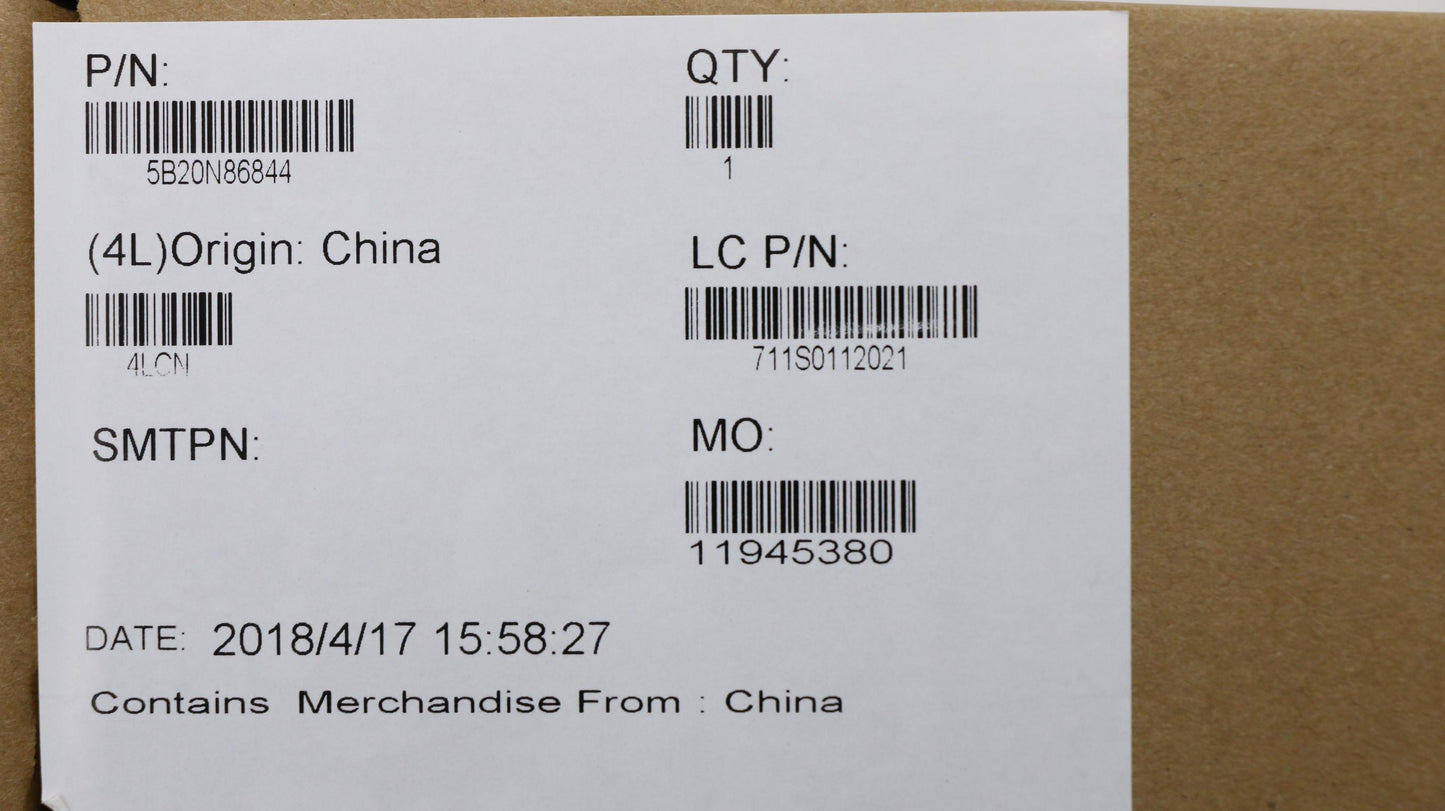 P/N:
5B20N86844
QTY:
1
(4L)Origin: China
4LCN
LC P/N:
711S0112021
SMTPN:
MO:
11945380
DATE: 2018/4/17 15:58:27
Contains Merchandise From : China